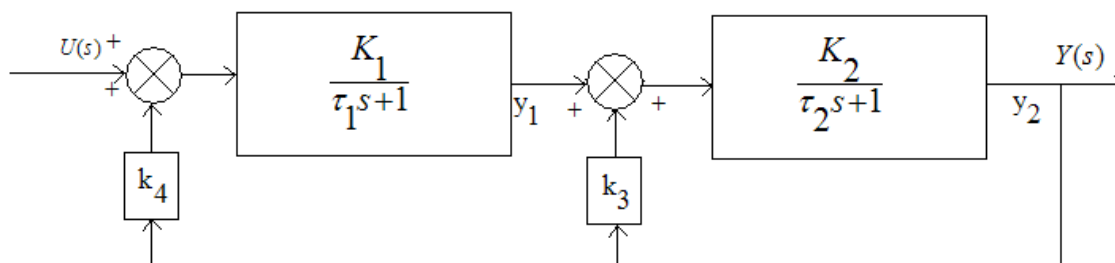 U(s) +
+
K1
τ1s+1
y1
+
+
K2
τ2s+1
y2
Y(s)
k4
k3